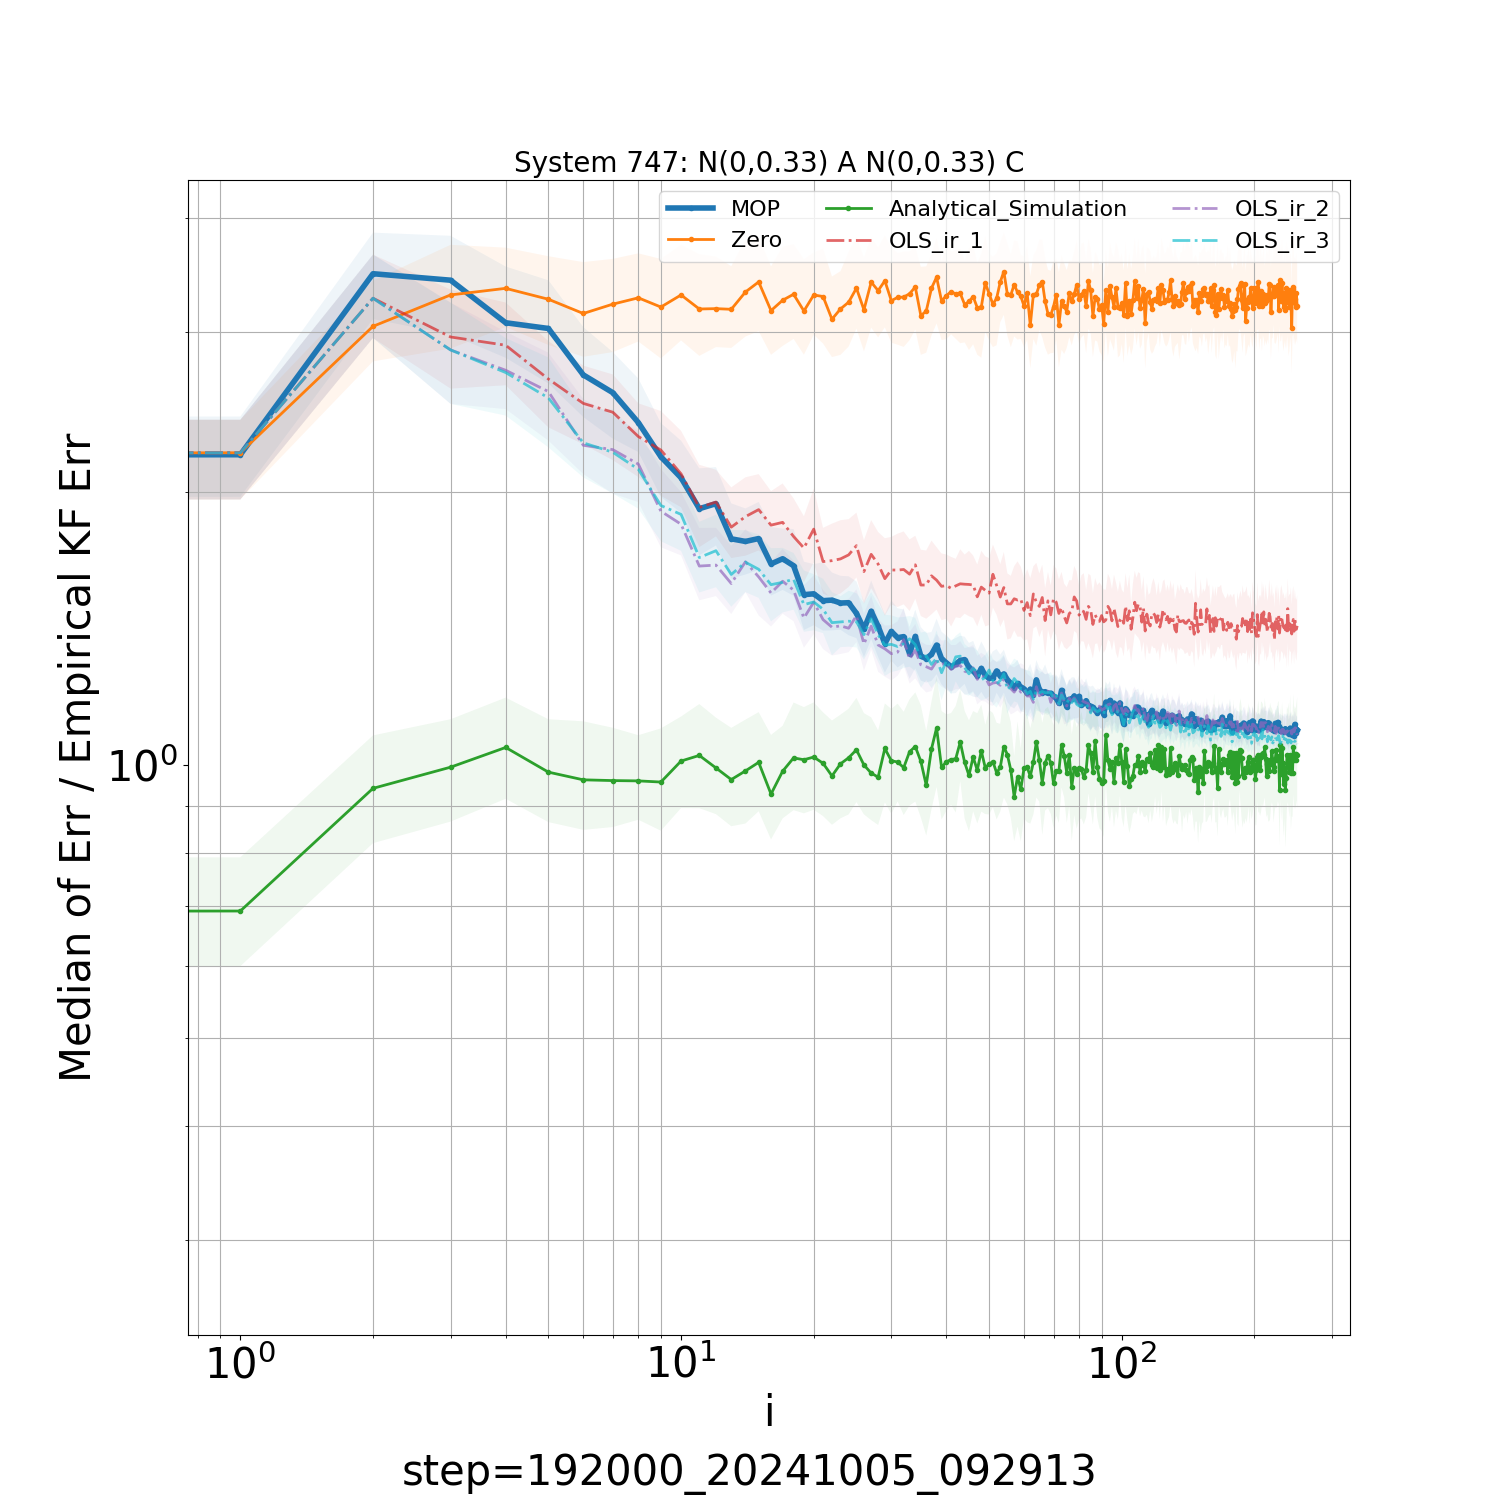 System 747: N(0,0.33) A N(0,0.33) C
MOP
Zero
Analytical_Simulation
OLS_ir_1
OLS_ir_2
OLS_ir_3
Median of Err / Empirical KF Err
10⁰
10⁰ 10¹ 10²
i
step=192000_20241005_092913